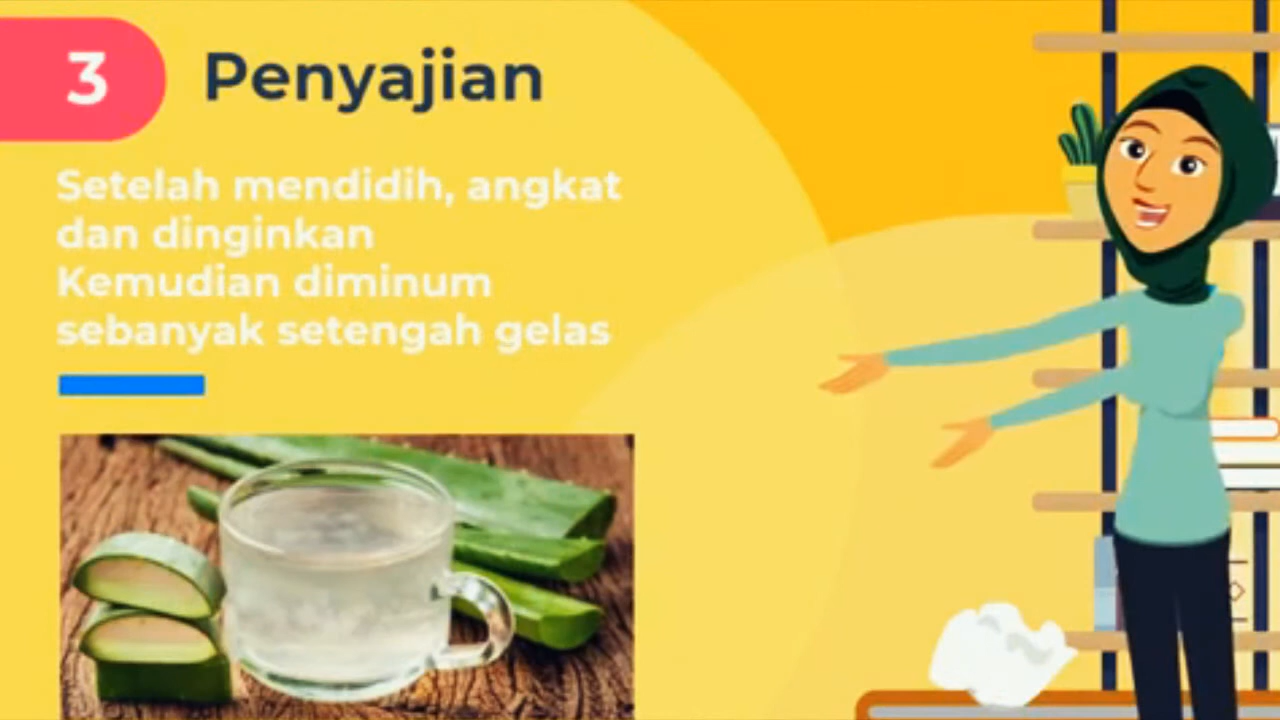 3 Penyajian
Setelah mendidih, angkat
dan dinginkan
Kemudian diminum
sebanyak setengah gelas